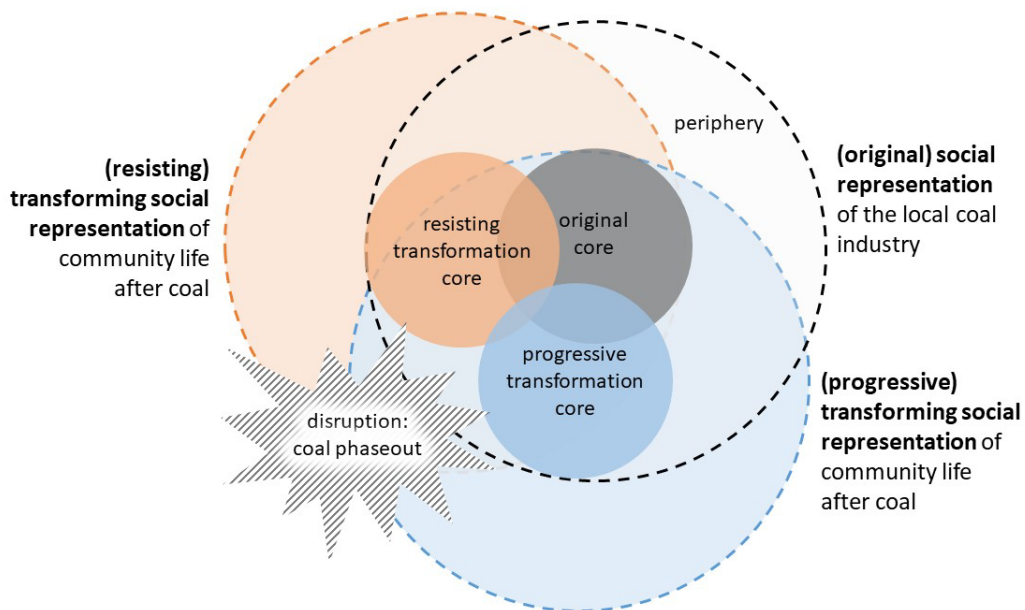 periphery
(resisting)
transforming social
representation of
community life
after coal
(original) social
representation
of the local coal
industry
resisting
transformation
core
original
core
progressive
transformation
core
disruption:
coal phaseout
(progressive)
transforming social
representation of
community life
after coal